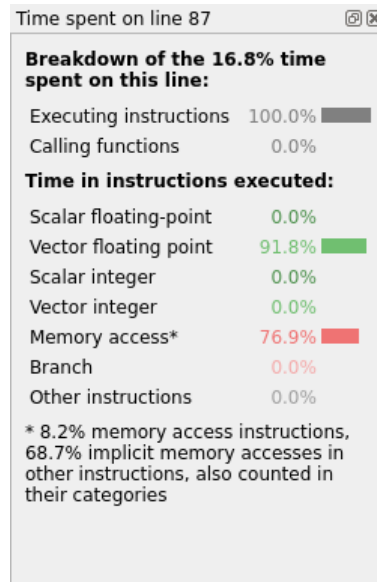 Time spent on line 87
Breakdown of the 16.8% time
spent on this line:
Executing instructions 100.0%
Calling functions 0.0%
Time in instructions executed:
Scalar floating-point 0.0%
Vector floating point 91.8%
Scalar integer 0.0%
Vector integer 0.0%
Memory access* 76.9%
Branch 0.0%
Other instructions 0.0%
* 8.2% memory access instructions,
68.7% implicit memory accesses in
other instructions, also counted in
their categories